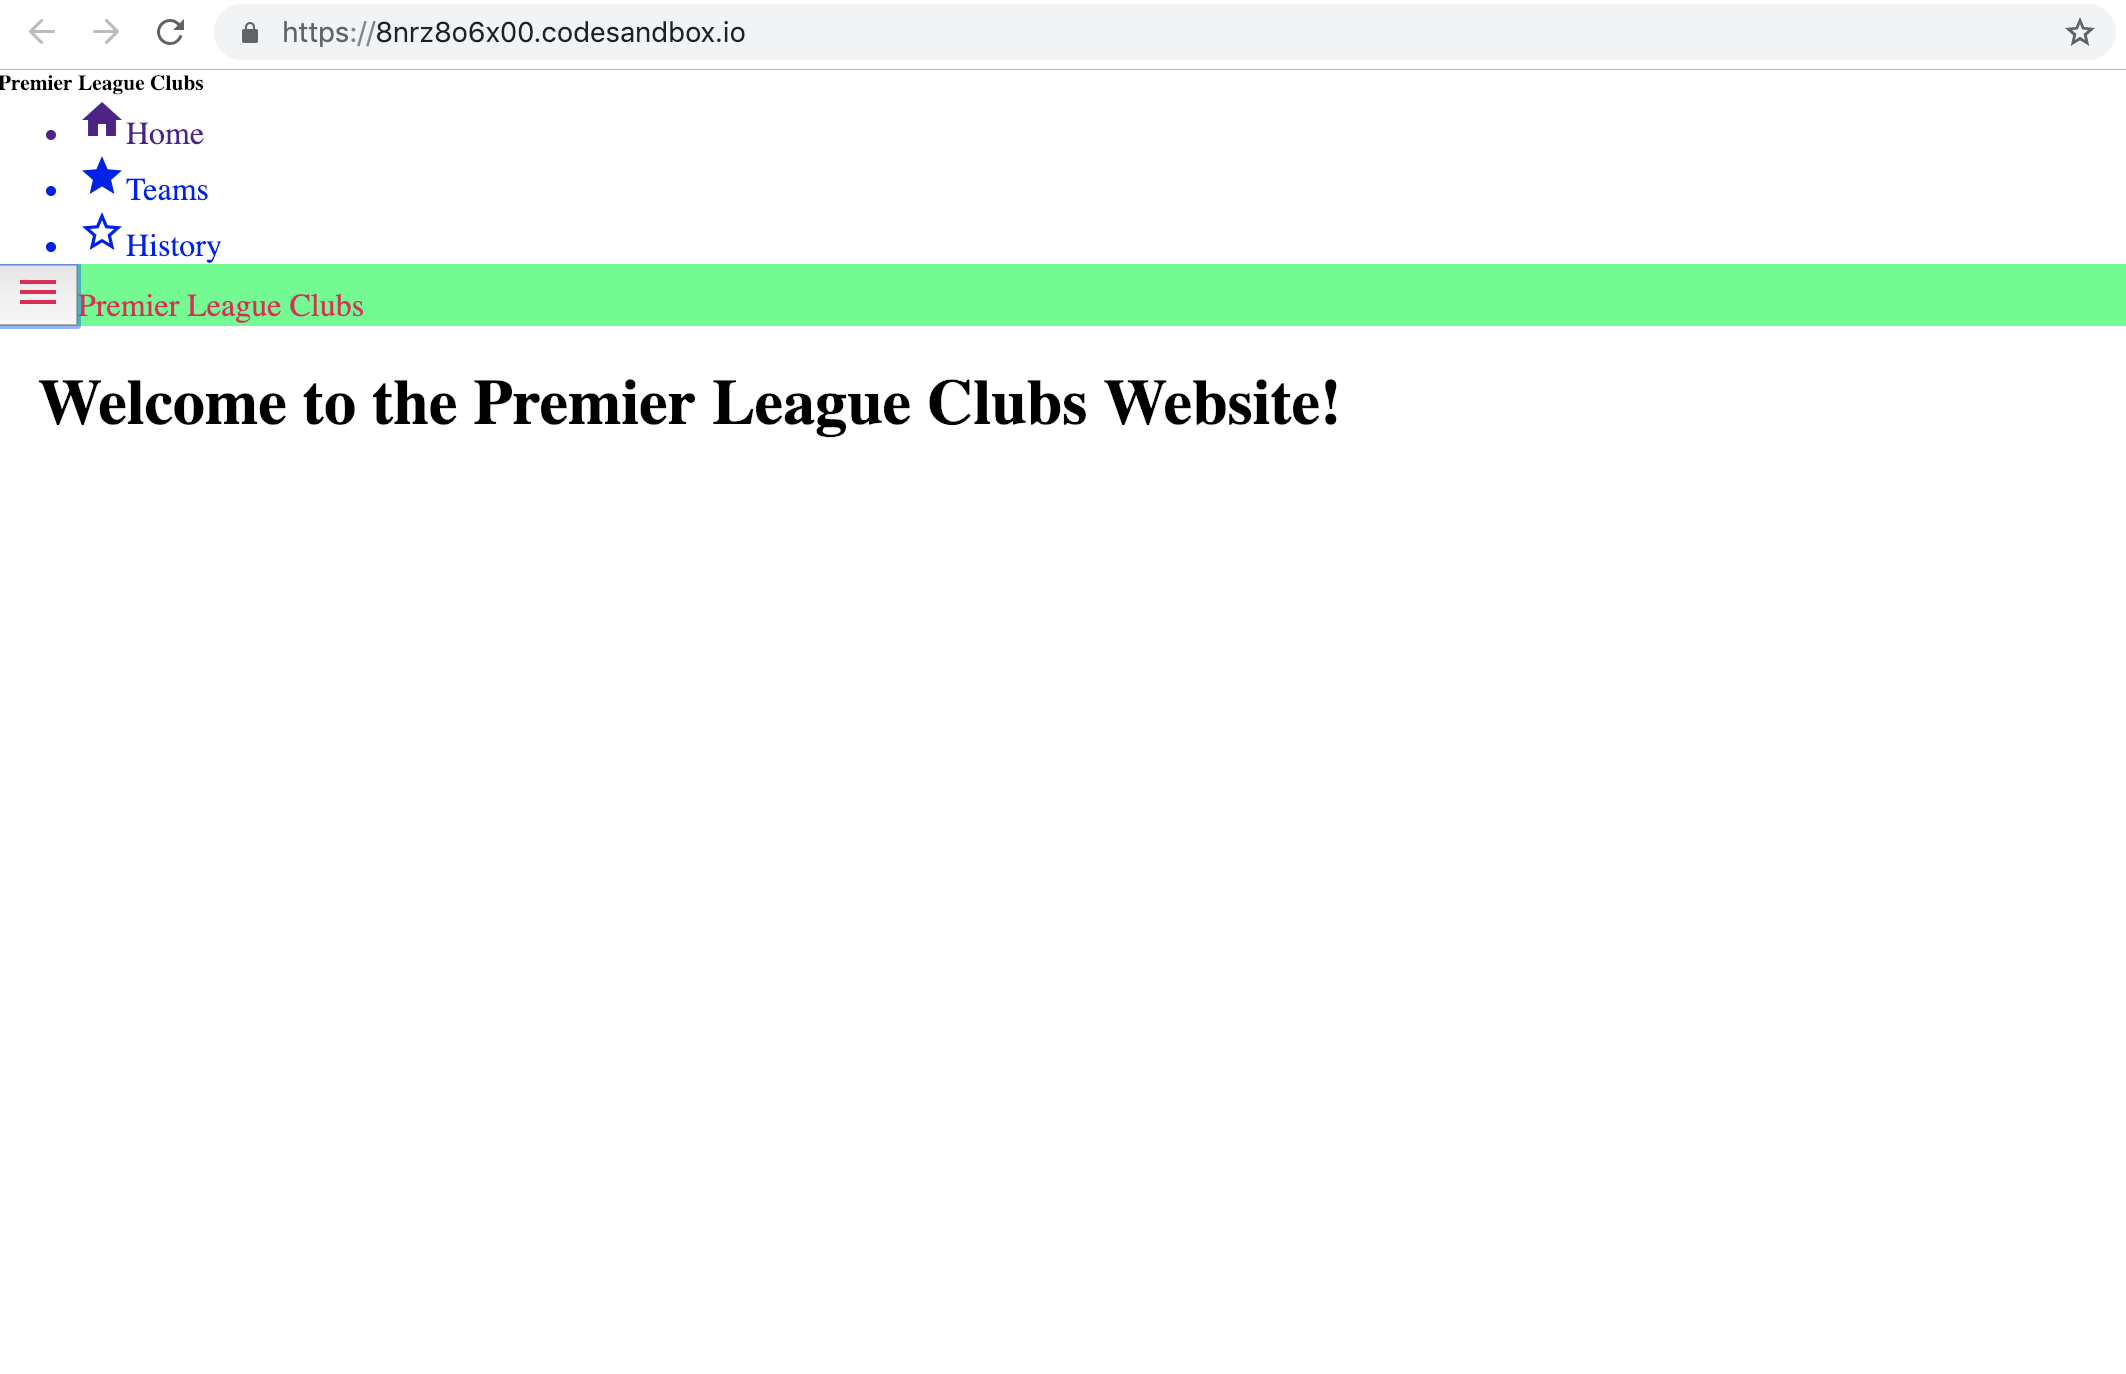 https://8nrz8o6x00.codesandbox.io
Premier League Clubs
Home
Teams
History
Premier League Clubs
Welcome to the Premier League Clubs Website!